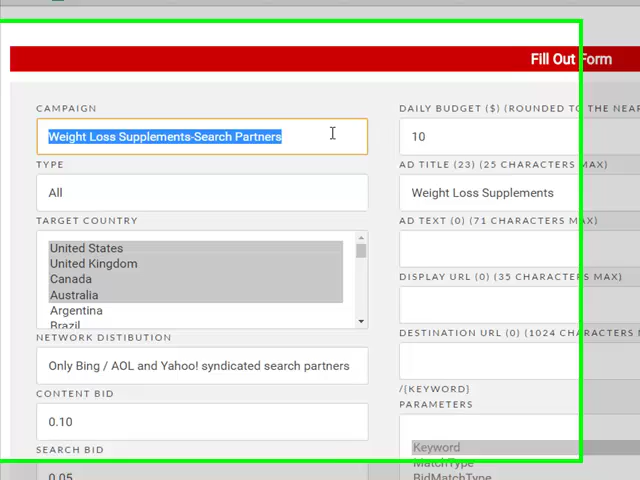 Fill Out Form
CAMPAIGN
Weight Loss Supplements-Search Partners
TYPE
All
TARGET COUNTRY
United States
United Kingdom
Canada
Australia
Argentina
Brazil
NETWORK DISTIBUTION
Only Bing / AOL and Yahoo! syndicated search partners
CONTENT BID
0.10
SEARCH BID
0.05
DAILY BUDGET ($) (ROUNDED TO THE NEAR
10
AD TITLE (23) (25 CHARACTERS MAX)
Weight Loss Supplements
AD TEXT (0) (71 CHARACTERS MAX)
DISPLAY URL (0) (35 CHARACTERS MAX)
DESTINATION URL (0) (1024 CHARACTERS M
/{KEYWORD}
PARAMETERS
Keyword
MatchType
BidMatchType